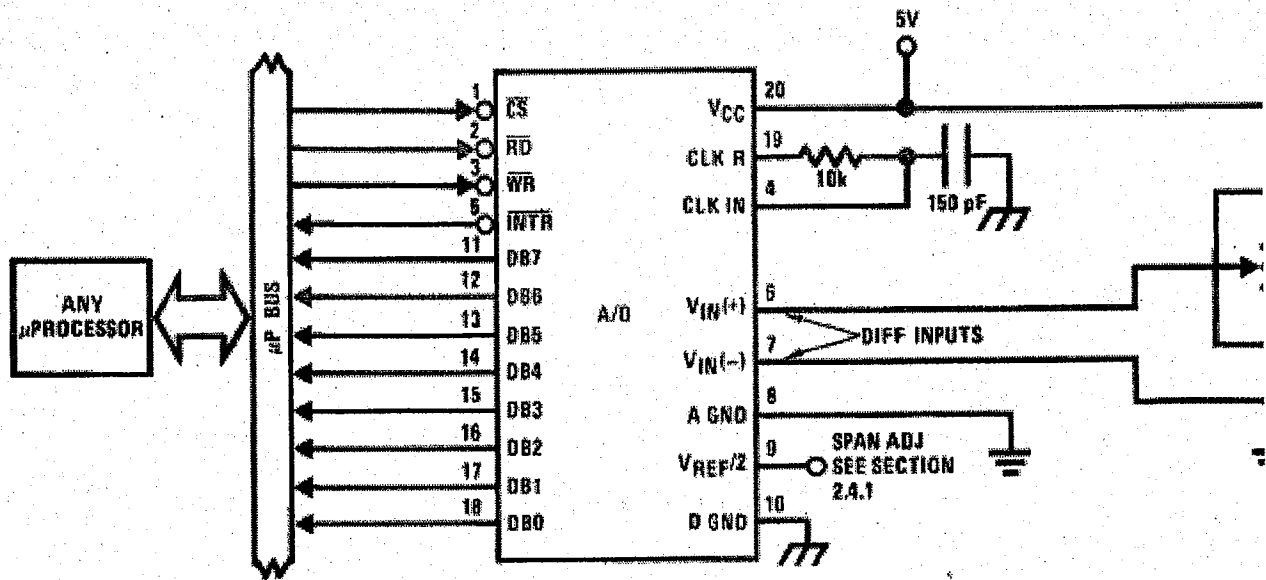 5V
20
1
CS
VCC
2
19
RD
CLK R
10k
3
4
WR
CLK IN
150 pF
5
INTR
11
DB7
ANY
µPROCESSOR
µP BUS
12
DB6
A/D
6
VIN(+)
13
DB5
DIFF INPUTS
7
VIN(−)
14
DB4
15
DB3
8
A GND
16
DB2
9
VREF/2
SPAN ADJ
SEE SECTION
2.4.1
17
DB1
18
DB0
10
D GND